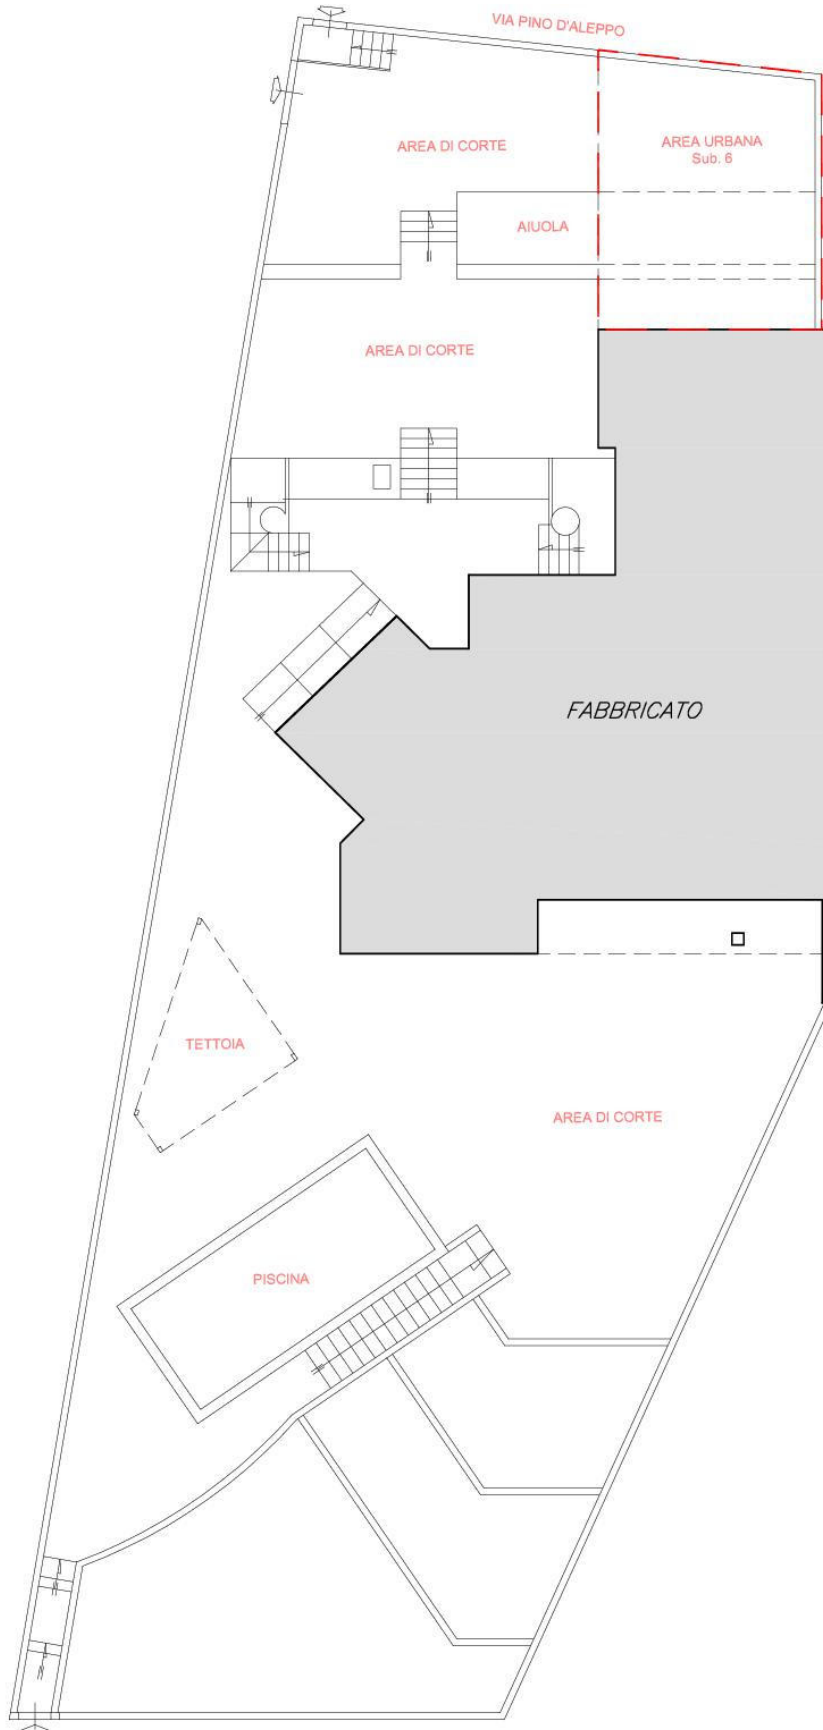 VIA PINO D'ALEPPO
AREA DI CORTE
AREA URBANA
Sub. 6
AIUOLA
AREA DI CORTE
FABBRICATO
TETTOIA
AREA DI CORTE
PISCINA